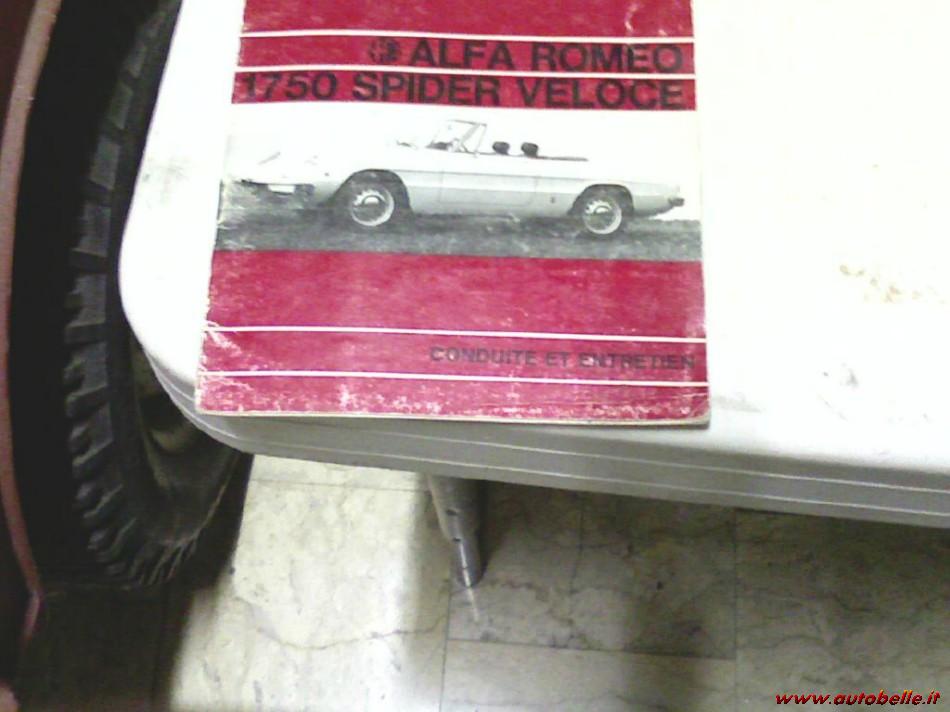 ALFA ROMEO
1750 SPIDER VELOCE
CONDUITE ET ENTRETIEN
www.autobelle.it